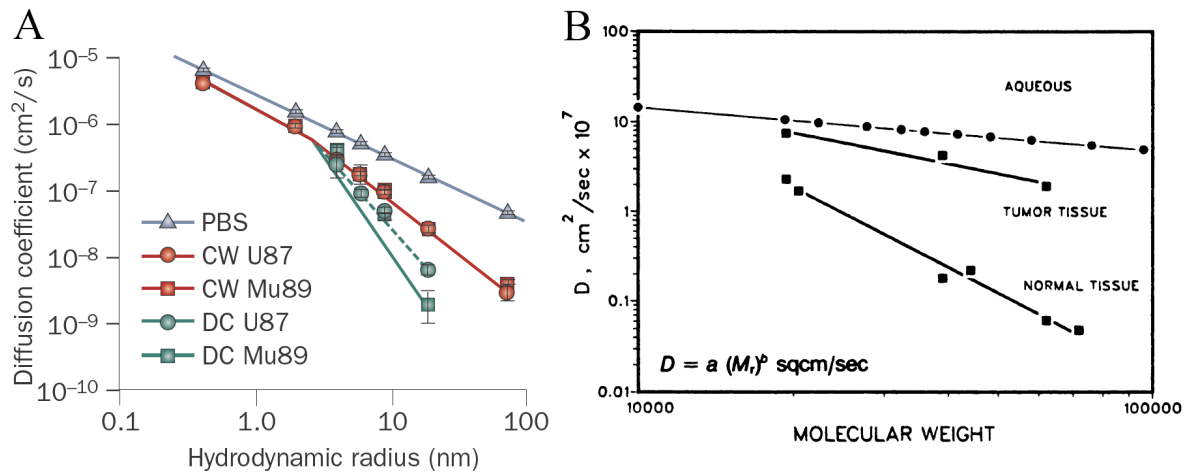 A
Diffusion coefficient (cm²/s)
10⁻⁵
10⁻⁶
10⁻⁷
10⁻⁸
10⁻⁹
10⁻¹⁰
PBS
CW U87
CW Mu89
DC U87
DC Mu89
0.1
1.0
10
100
Hydrodynamic radius (nm)
B
D, cm²/sec x 10⁷
100
10
1
0.1
0.01
AQUEOUS
TUMOR TISSUE
NORMAL TISSUE
D = a (Mᵣ)ᵇ sqcm/sec
10000
100000
MOLECULAR WEIGHT